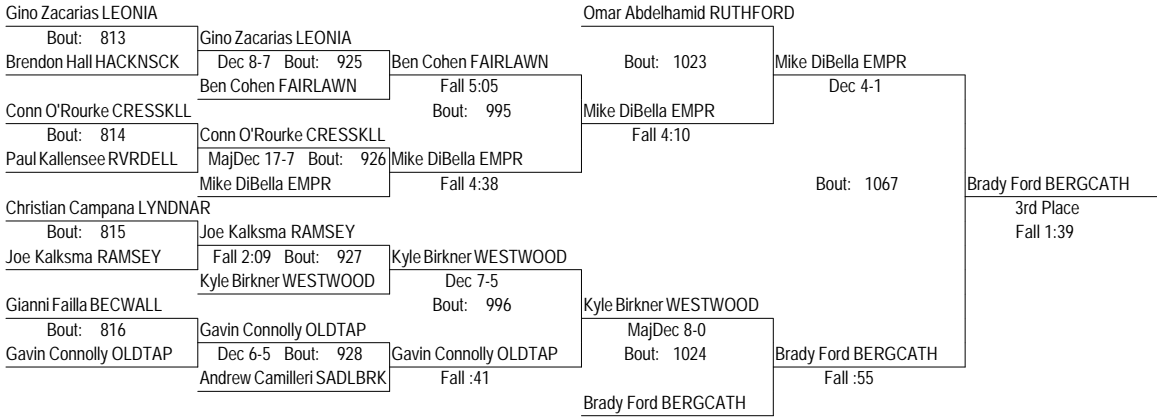 Gino Zacarias LEONIA
Omar Abdelhamid RUTHFORD
Bout: 813
Gino Zacarias LEONIA
Brendon Hall HACKNSCK
Dec 8-7 Bout: 925
Ben Cohen FAIRLAWN
Bout: 1023
Mike DiBella EMPR
Ben Cohen FAIRLAWN
Fall 5:05
Dec 4-1
Conn O'Rourke CRESSKLL
Bout: 995
Mike DiBella EMPR
Bout: 814
Conn O'Rourke CRESSKLL
Fall 4:10
Paul Kallensee RVRDELL
MajDec 17-7 Bout: 926
Mike DiBella EMPR
Mike DiBella EMPR
Fall 4:38
Bout: 1067
Brady Ford BERGCATH
Christian Campana LYNDNAR
3rd Place
Bout: 815
Joe Kalksma RAMSEY
Fall 1:39
Joe Kalksma RAMSEY
Fall 2:09 Bout: 927
Kyle Birkner WESTWOOD
Kyle Birkner WESTWOOD
Dec 7-5
Gianni Failla BECWALL
Bout: 996
Kyle Birkner WESTWOOD
Bout: 816
Gavin Connolly OLDTAP
MajDec 8-0
Gavin Connolly OLDTAP
Dec 6-5 Bout: 928
Gavin Connolly OLDTAP
Bout: 1024
Brady Ford BERGCATH
Andrew Camilleri SADLBRK
Fall :41
Fall :55
Brady Ford BERGCATH